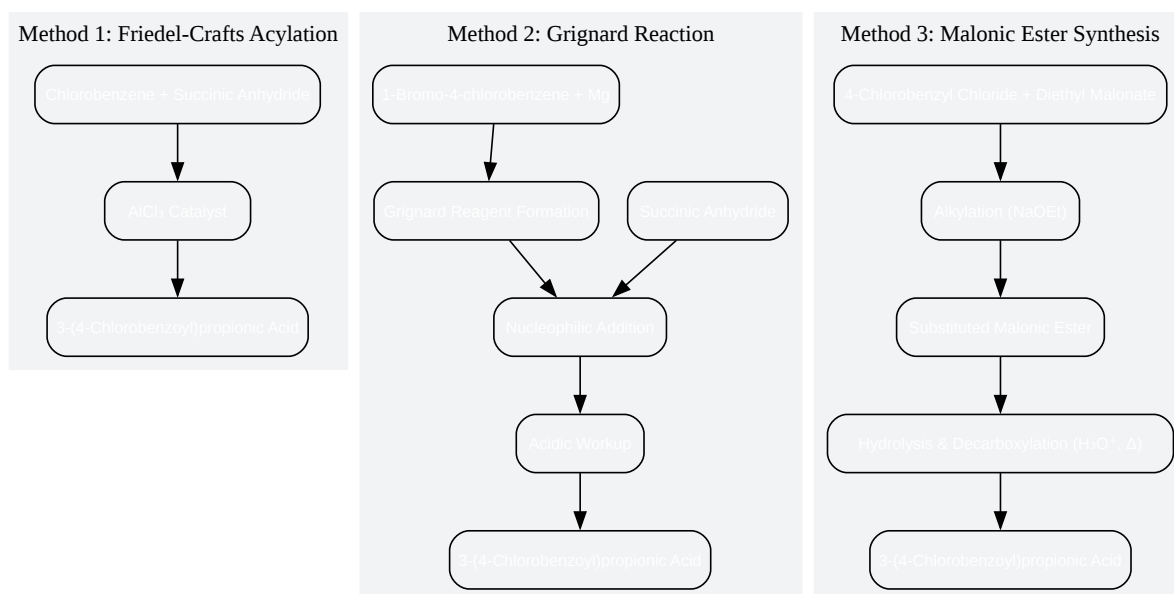 Method 1: Friedel-Crafts Acylation
Chlorobenzene + Succinic Anhydride
AlCl₃ Catalyst
3-(4-Chlorobenzoyl)propionic Acid
Method 2: Grignard Reaction
1-Bromo-4-chlorobenzene + Mg
Grignard Reagent Formation
Succinic Anhydride
Nucleophilic Addition
Acidic Workup
3-(4-Chlorobenzoyl)propionic Acid
Method 3: Malonic Ester Synthesis
4-Chlorobenzyl Chloride + Diethyl Malonate
Alkylation (NaOEt)
Substituted Malonic Ester
Hydrolysis & Decarboxylation (H₃O⁺, Δ)
3-(4-Chlorobenzoyl)propionic Acid